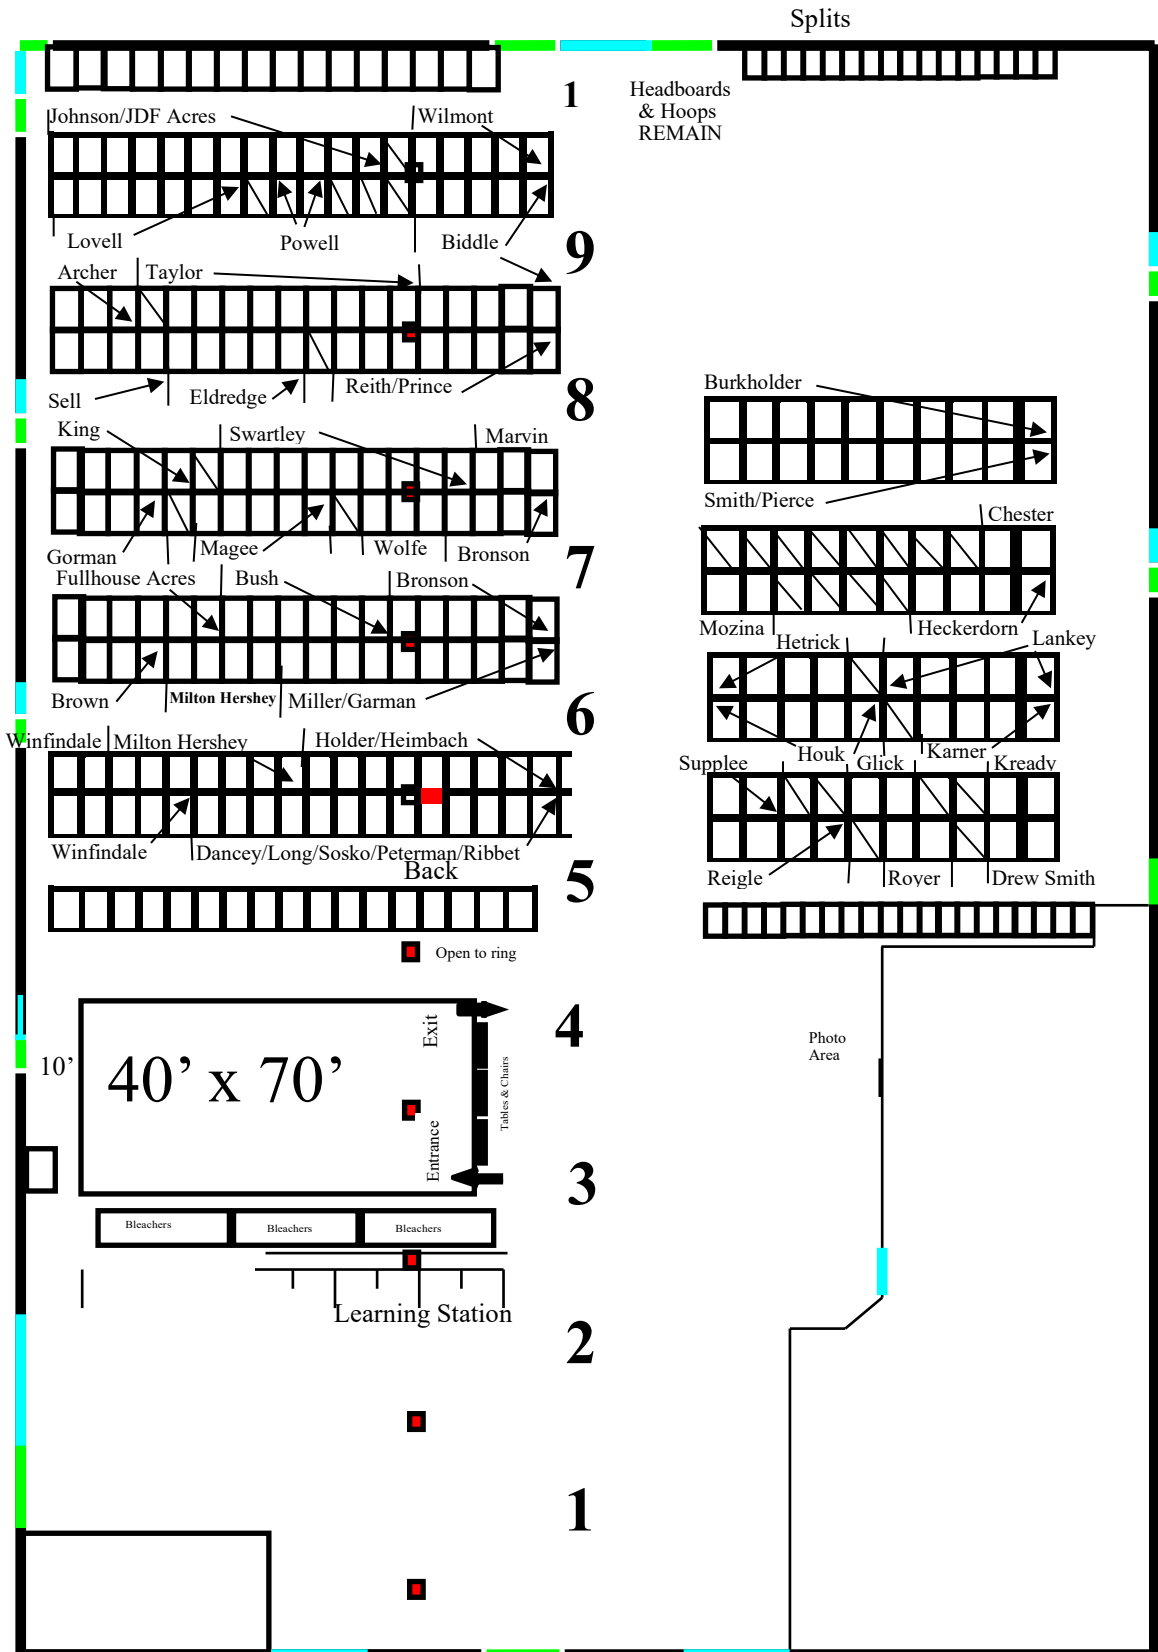 Splits
1
Headboards
& Hoops
REMAIN
Johnson/JDF Acres
Wilmont
Lovell
Powell
Biddle
9
Archer
Taylor
Sell
Eldredge
Reith/Prince
8
Burkholder
King
Swartley
Marvin
Smith/Pierce
Chester
Gorman
Magee
Wolfe
Bronson
7
Fullhouse Acres
Bush
Bronson
Mozina
Heckerdorn
Hetrick
Lankey
Brown
Milton Hershey
Miller/Garman
6
Winfindale
Milton Hershey
Holder/Heimbach
Houk
Glick
Karner
Supplee
Kready
Winfindale
Dancey/Long/Sosko/Peterman/Ribbet
Back
5
Reigle
Royer
Drew Smith
Open to ring
4
Exit
Photo
Area
10’
40’ x 70’
Tables & Chairs
Entrance
3
Bleachers
Bleachers
Bleachers
Learning Station
2
1